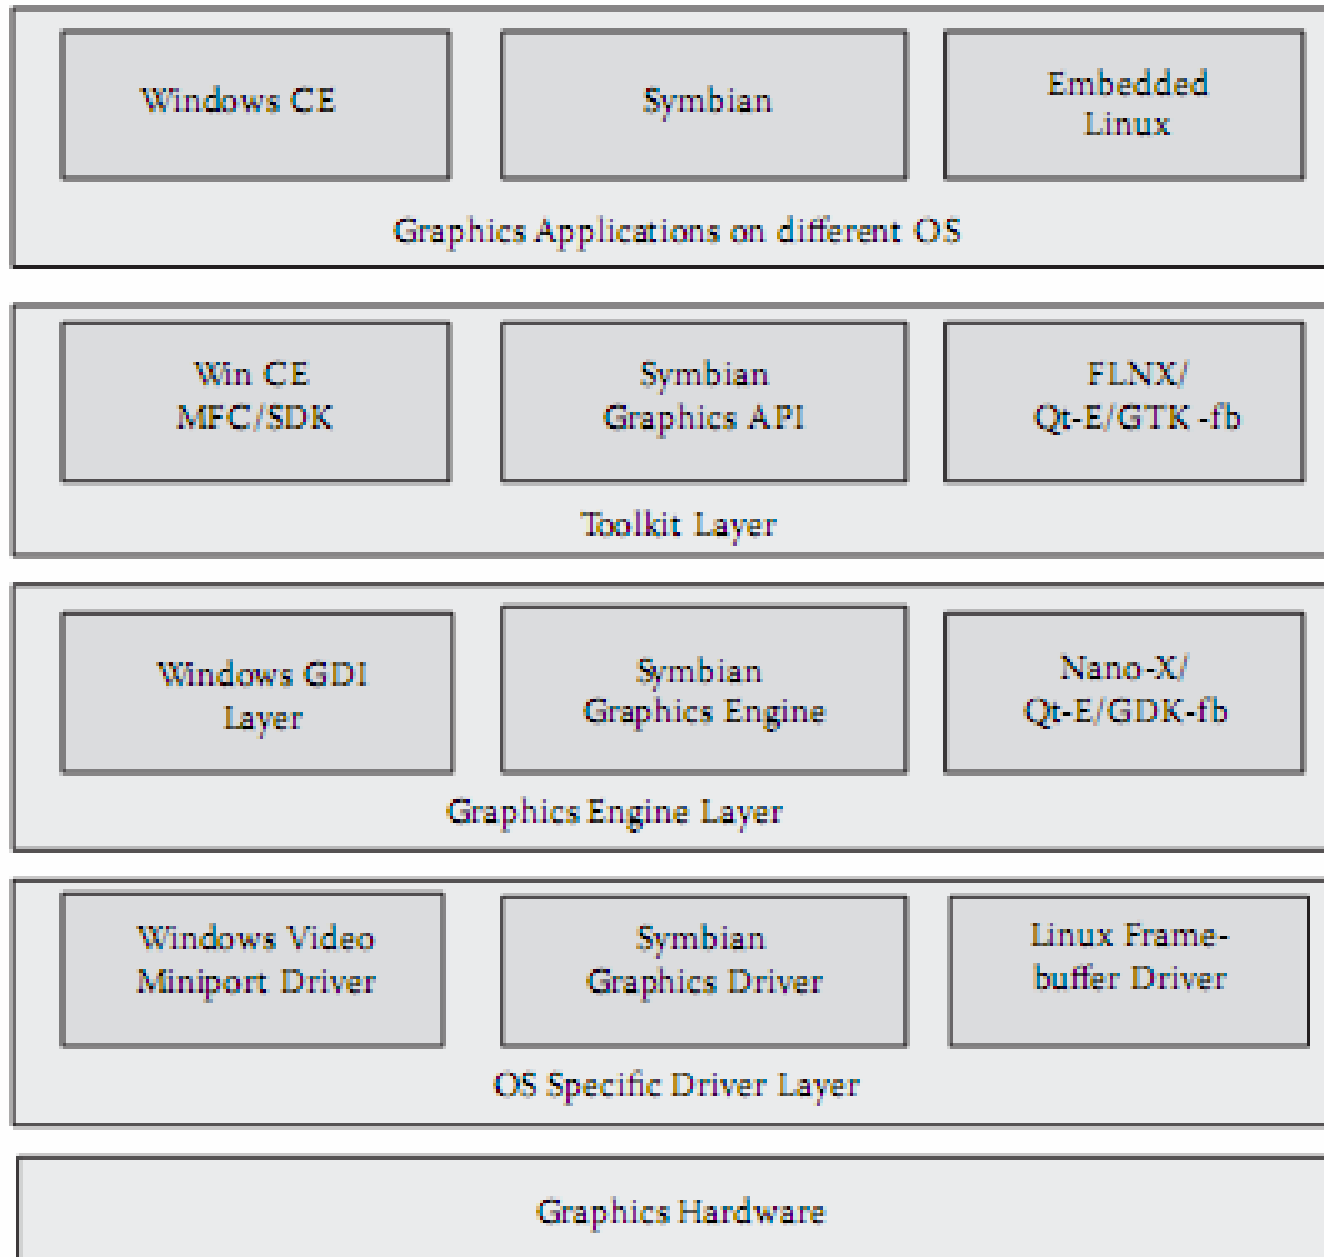 Windows CE
Symbian
Embedded
Linux
Graphics Applications on different OS
Win CE
MFC/SDK
Symbian
Graphics API
FLNX/
Qt-E/GTK -fb
Toolkit Layer
Windows GDI
Layer
Symbian
Graphics Engine
Nano-X/
Qt-E/GDK-fb
Graphics Engine Layer
Windows Video
Miniport Driver
Symbian
Graphics Driver
Linux Frame-
buffer Driver
OS Specific Driver Layer
Graphics Hardware